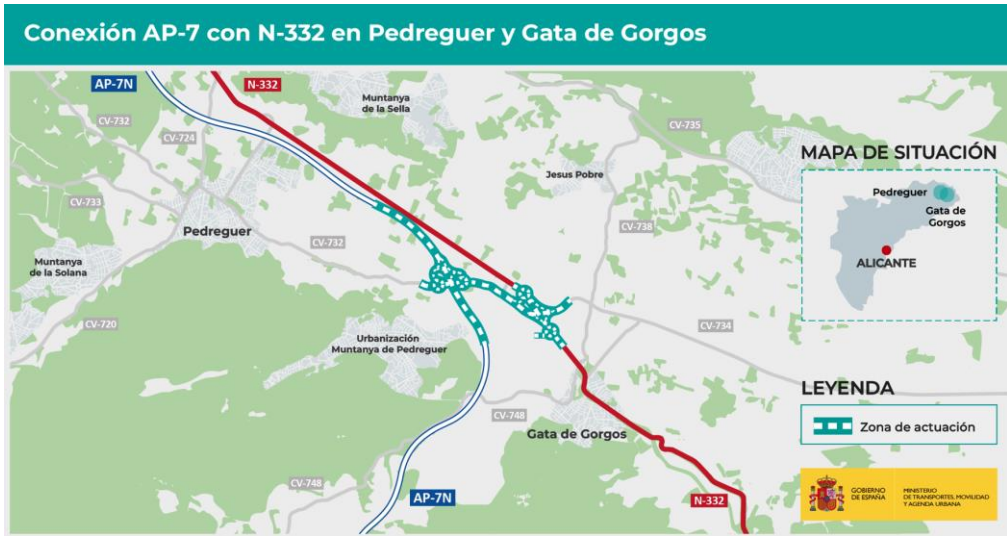 Conexión AP-7 con N-332 en Pedreguer y Gata de Gorgos
AP-7N
N-332
Muntanya
de la Sella
CV-732
CV-724
CV-735
MAPA DE SITUACIÓN
Jesus Pobre
Pedreguer
Gata de
Gorgos
ALICANTE
CV-733
Pedreguer
CV-732
CV-738
Muntanya
de la Solana
CV-720
CV-734
Urbanización
Muntanya de Pedreguer
LEYENDA
Zona de actuación
CV-748
Gata de Gorgos
CV-748
AP-7N
N-332
GOBIERNO
DE ESPAÑA
MINISTERIO
DE TRANSPORTES, MOVILIDAD
Y AGENDA URBANA